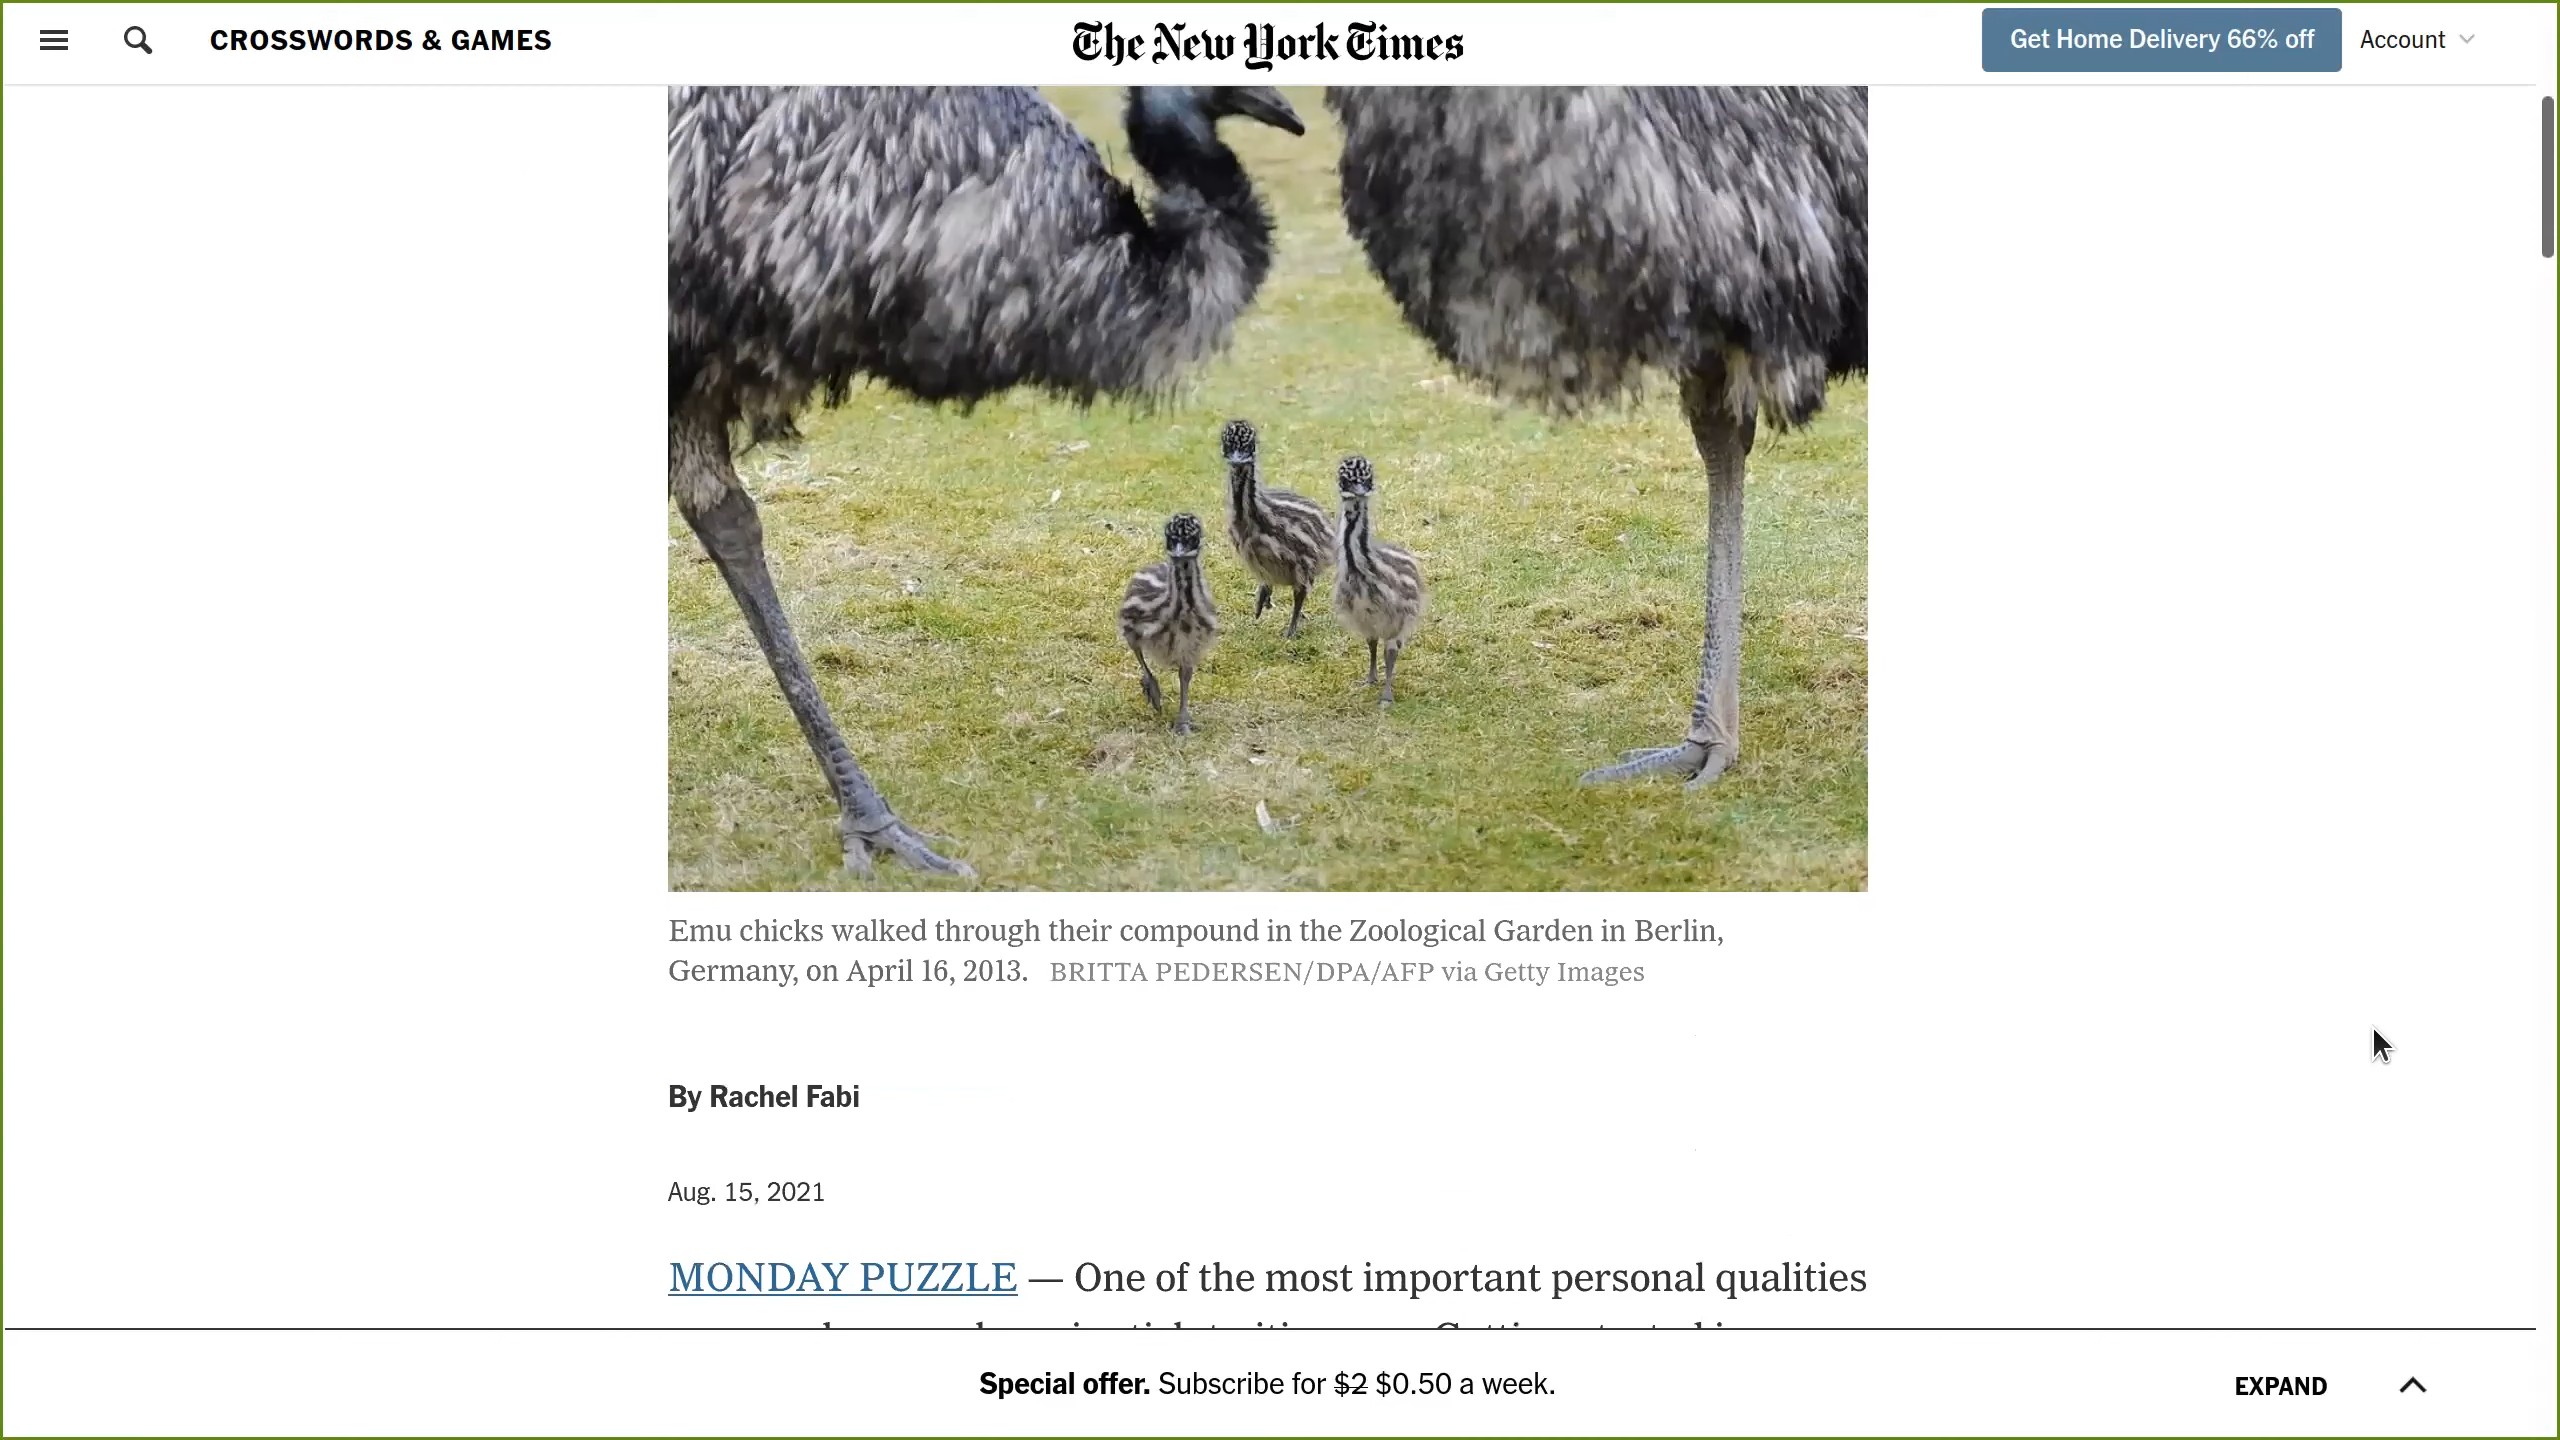 CROSSWORDS & GAMES
The New York Times
Get Home Delivery 66% off
Account
Emu chicks walked through their compound in the Zoological Garden in Berlin,
Germany, on April 16, 2013. BRITTA PEDERSEN/DPA/AFP via Getty Images
By Rachel Fabi
Aug. 15, 2021
MONDAY PUZZLE — One of the most important personal qualities
Special offer. Subscribe for $2 $0.50 a week.
EXPAND